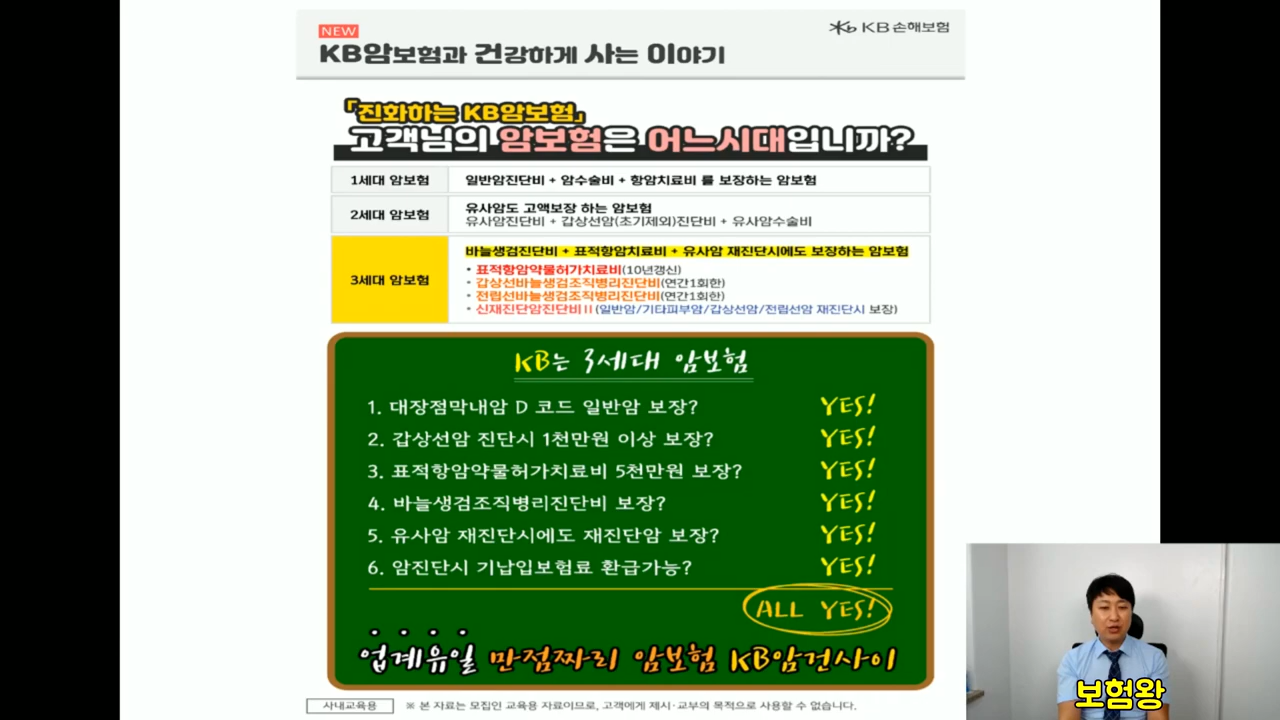 NEW
KB손해보험
KB암보험과 건강하게 사는 이야기
「진화하는 KB암보험」
고객님의 암보험은 어느시대입니까?
1세대 암보험
일반암진단비 + 암수술비 + 항암치료비 를 보장하는 암보험
2세대 암보험
유사암도 고액보장 하는 암보험
유사암진단비 + 갑상선암(초기제외)진단비 + 유사암수술비
3세대 암보험
바늘생검진단비 + 표적항암치료비 + 유사암 재진단시에도 보장하는 암보험
• 표적항암약물허가치료비(10년갱신)
• 갑상선바늘생검조직병리진단비(연간1회한)
• 전립선바늘생검조직병리진단비(연간1회한)
• 신재진단암진단비Ⅱ(일반암/기타피부암/갑상선암/전립선암 재진단시 보장)
KB는 3세대 암보험
1. 대장점막내암 D 코드 일반암 보장? YES!
2. 갑상선암 진단시 1천만원 이상 보장? YES!
3. 표적항암약물허가치료비 5천만원 보장? YES!
4. 바늘생검조직병리진단비 보장? YES!
5. 유사암 재진단시에도 재진단암 보장? YES!
6. 암진단시 기납입보험료 환급가능? YES!
ALL YES!
업계유일 만점짜리 암보험 KB암건사이
사내교육용
※ 본 자료는 모집인 교육용 자료이므로, 고객에게 제시·교부의 목적으로 사용할 수 없습니다.
보험왕